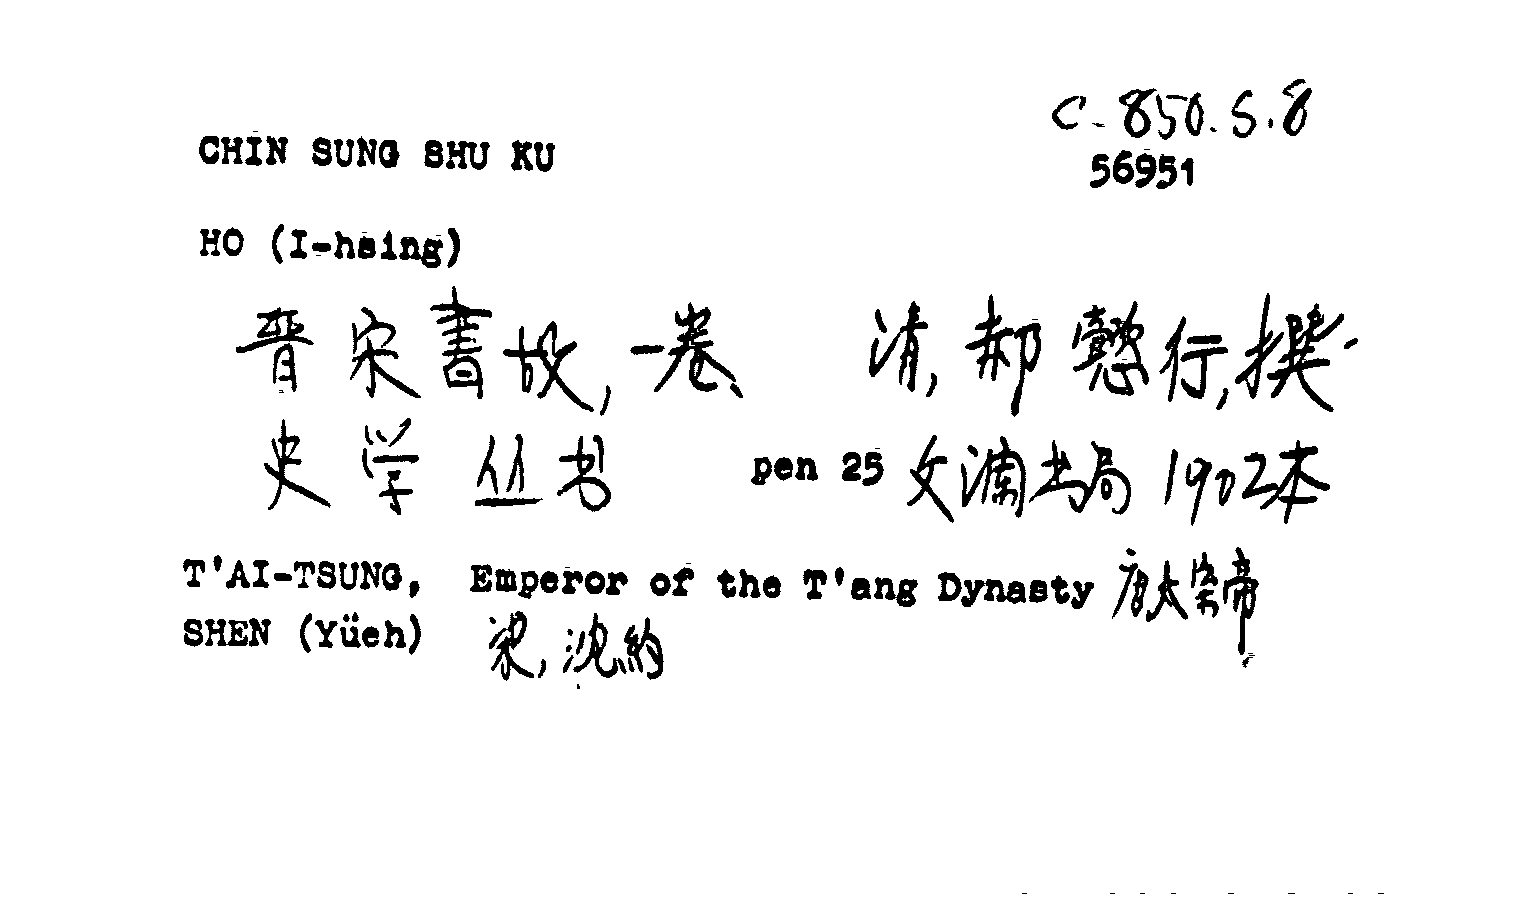 C-850.S.8
CHIN SUNG SHU KU
56951
HO (I-hsing)
晋宋書故,一卷、 清,郝懿行,撰.
史学丛书 pen 25 文瀾书局 1902本
T'AI-TSUNG, Emperor of the T'ang Dynasty 唐太宗帝
SHEN (Yüeh) 梁,沈約